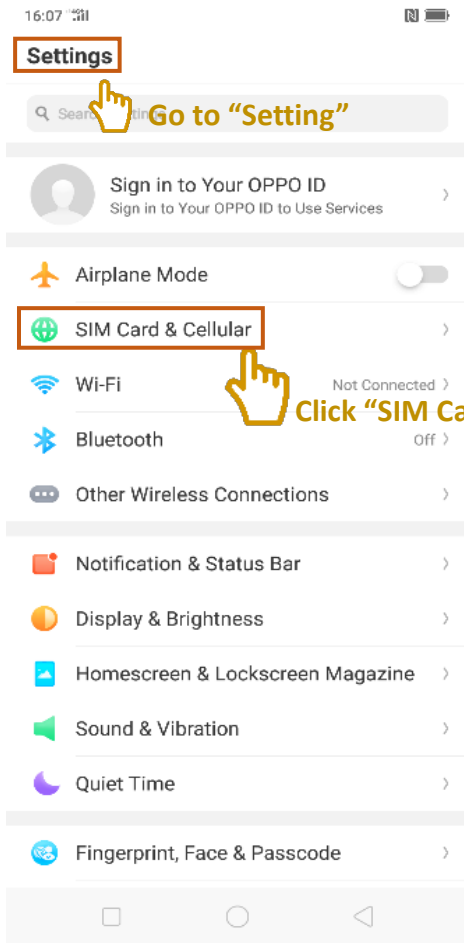 16:07
Settings
Go to “Setting”
Sign in to Your OPPO ID
Sign in to Your OPPO ID to Use Services
Airplane Mode
SIM Card & Cellular
Wi-Fi
Not Connected
Click “SIM Ca
Bluetooth
Off
Other Wireless Connections
Notification & Status Bar
Display & Brightness
Homescreen & Lockscreen Magazine
Sound & Vibration
Quiet Time
Fingerprint, Face & Passcode